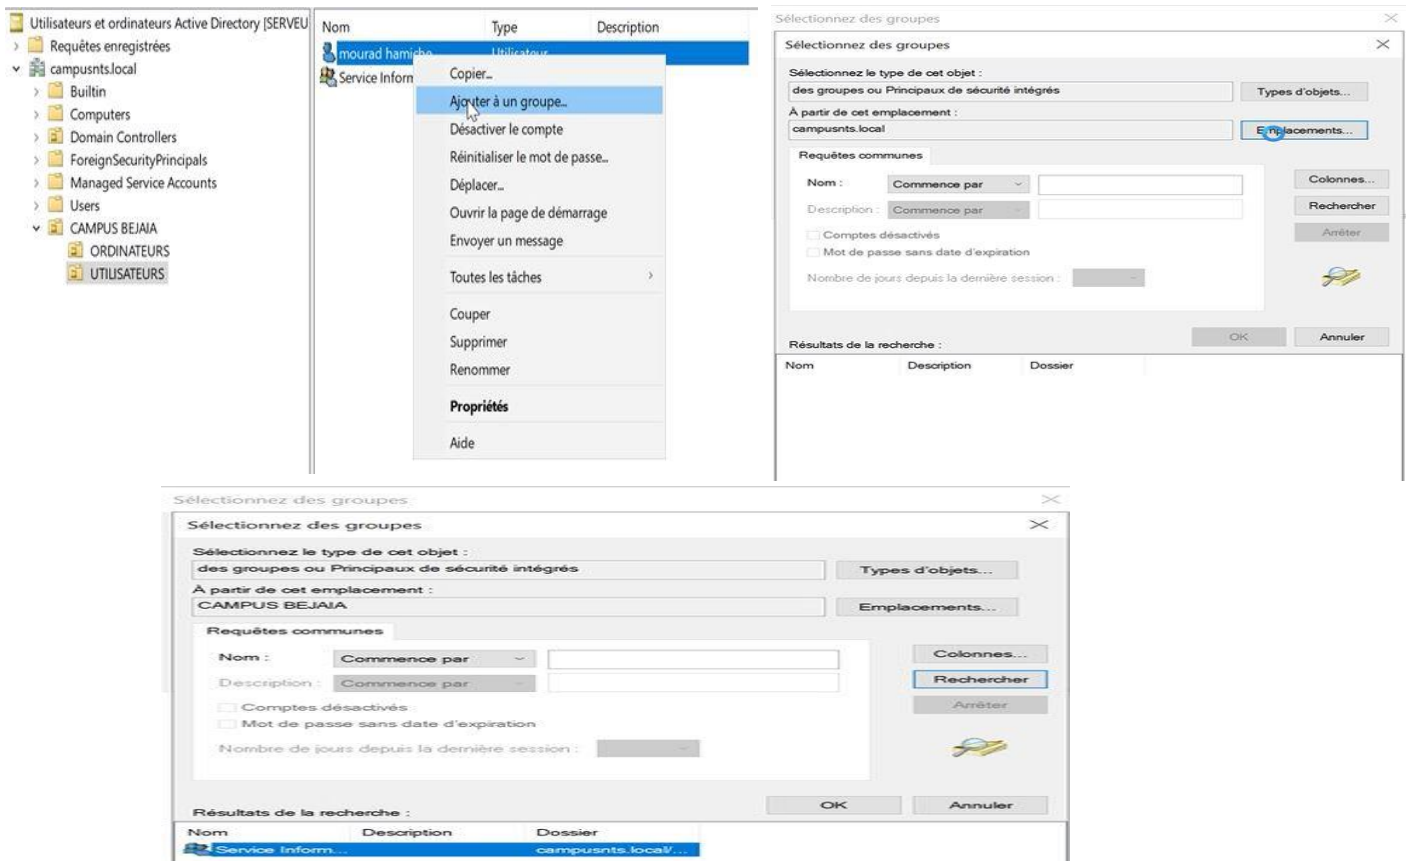 Utilisateurs et ordinateurs Active Directory [SERVEU
Requêtes enregistrées
campusnts.local
Builtin
Computers
Domain Controllers
ForeignSecurityPrincipals
Managed Service Accounts
Users
CAMPUS BEJAIA
ORDINATEURS
UTILISATEURS
Nom Type Description
mourad hamiche Utilisateur
Service Inform
Copier...
Ajouter à un groupe...
Désactiver le compte
Réinitialiser le mot de passe...
Déplacer...
Ouvrir la page de démarrage
Envoyer un message
Toutes les tâches
Couper
Supprimer
Renommer
Propriétés
Aide
Sélectionnez des groupes
Sélectionnez des groupes
Sélectionnez le type de cet objet :
des groupes ou Principaux de sécurité intégrés Types d'objets...
À partir de cet emplacement :
campusnts.local Emplacements...
Requêtes communes
Nom : Commence par Colonnes...
Description : Commence par Rechercher
Comptes désactivés Arrêter
Mot de passe sans date d'expiration
Nombre de jours depuis la dernière session :
OK Annuler
Résultats de la recherche :
Nom Description Dossier
Sélectionnez des groupes
Sélectionnez des groupes
Sélectionnez le type de cet objet :
des groupes ou Principaux de sécurité intégrés Types d'objets...
À partir de cet emplacement :
CAMPUS BEJAIA Emplacements...
Requêtes communes
Nom : Commence par Colonnes...
Description : Commence par Rechercher
Comptes désactivés Arrêter
Mot de passe sans date d'expiration
Nombre de jours depuis la dernière session :
OK Annuler
Résultats de la recherche :
Nom Description Dossier
Service Inform... campusnts.local/...